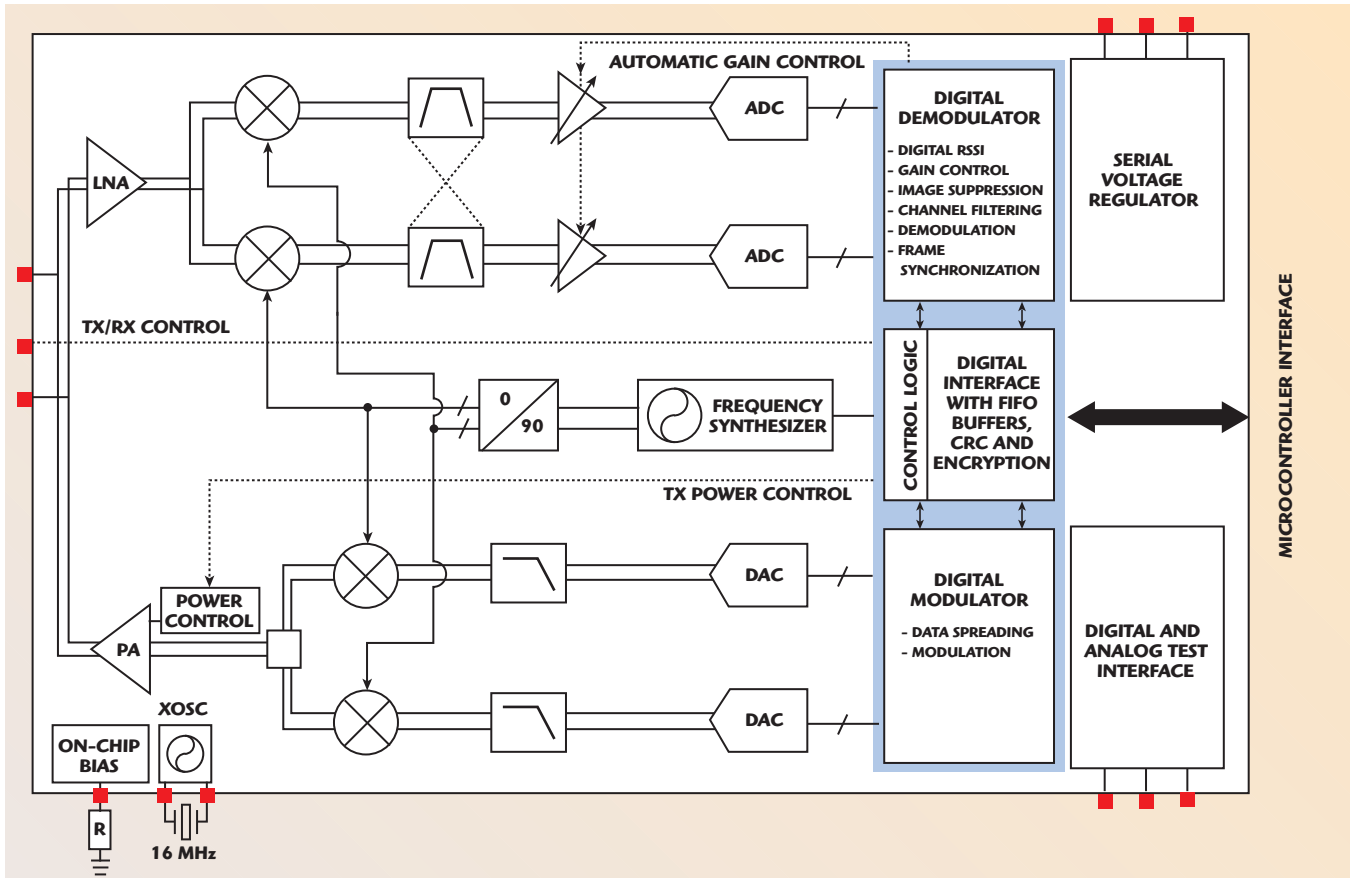 AUTOMATIC GAIN CONTROL
LNA
ADC
ADC
DIGITAL
DEMODULATOR
- DIGITAL RSSI
- GAIN CONTROL
- IMAGE SUPPRESSION
- CHANNEL FILTERING
- DEMODULATION
- FRAME
SYNCHRONIZATION
SERIAL
VOLTAGE
REGULATOR
TX/RX CONTROL
0
90
FREQUENCY
SYNTHESIZER
CONTROL LOGIC
DIGITAL
INTERFACE
WITH FIFO
BUFFERS,
CRC AND
ENCRYPTION
MICROCONTROLLER INTERFACE
TX POWER CONTROL
POWER
CONTROL
PA
DAC
DAC
DIGITAL
MODULATOR
- DATA SPREADING
- MODULATION
DIGITAL AND
ANALOG TEST
INTERFACE
ON-CHIP
BIAS
XOSC
R
16 MHz